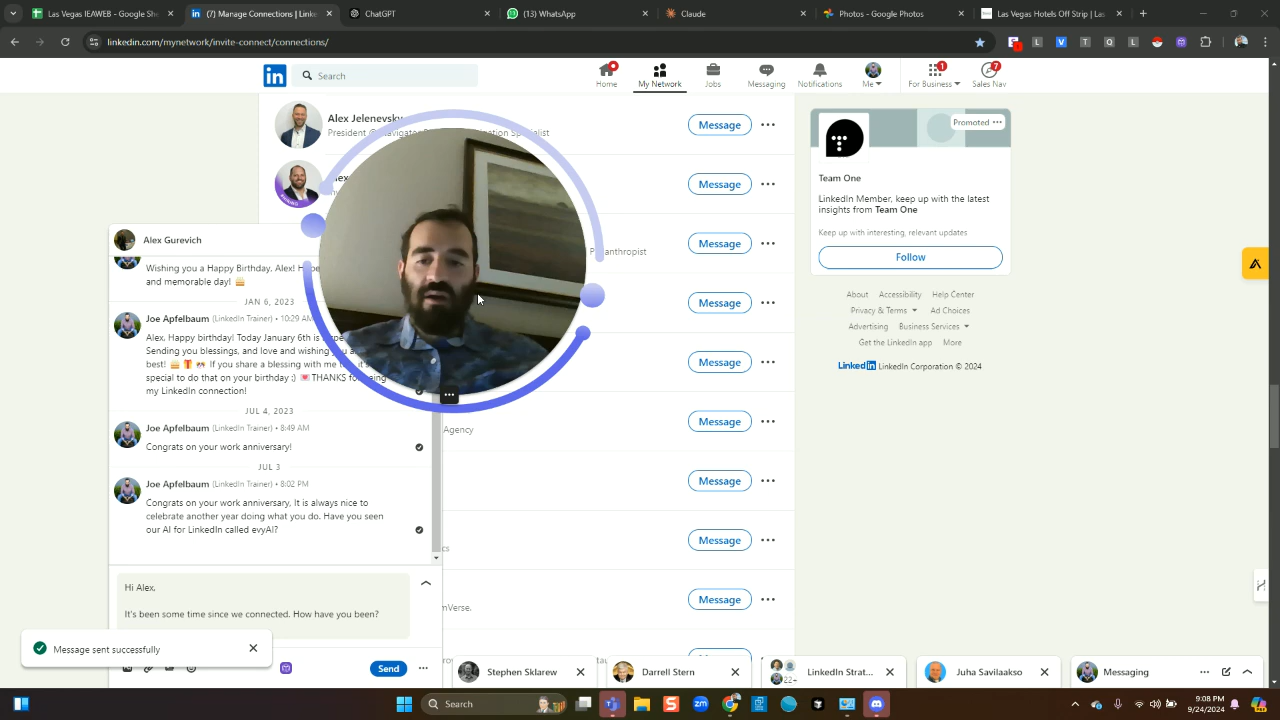 Las Vegas IEAWEB - Google She
(7) Manage Connections | Linke
ChatGPT
(13) WhatsApp
Claude
Photos - Google Photos
Las Vegas Hotels Off Strip | Las
linkedin.com/mynetwork/invite-connect/connections/
Search
Home
My Network
Jobs
Messaging
Notifications
Me
For Business
1
Sales Nav
7
Alex Jelenevsky
President @
Message
Message
Message
Message
Message
Message
Message
Message
Message
Agency
Promoted
Team One
LinkedIn Member, keep up with the latest
insights from Team One
Keep up with interesting, relevant updates
Follow
About Accessibility Help Center
Privacy & Terms Ad Choices
Advertising Business Services
Get the LinkedIn app More
LinkedIn LinkedIn Corporation © 2024
Alex Gurevich
Wishing you a Happy Birthday, Alex!
and memorable day!
JAN 6, 2023
Joe Apfelbaum (LinkedIn Trainer) • 10:29 AM
Alex, Happy birthday! Today January 6th is
Sending you blessings, and love and wishing you
best! 🍰 🎁 If you share a blessing with me
special to do that on your birthday :) 💌 THANKS for being
my LinkedIn connection!
JUL 4, 2023
Joe Apfelbaum (LinkedIn Trainer) • 8:49 AM
Congrats on your work anniversary!
JUL 3
Joe Apfelbaum (LinkedIn Trainer) • 8:02 PM
Congrats on your work anniversary, It is always nice to
celebrate another year doing what you do. Have you seen
our AI for LinkedIn called evyAI?
Hi Alex,
It's been some time since we connected. How have you been?
Message sent successfully
Send
Stephen Sklarew
Darrell Stern
22+
LinkedIn Strat...
Juha Savilaakso
Messaging
Search
9:08 PM
9/24/2024